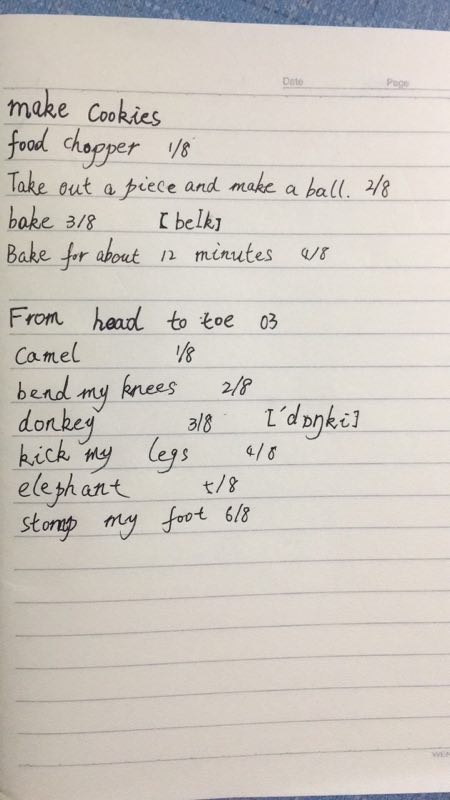 Date Page
make Cookies
food chopper 1/8
Take out a piece and make a ball. 2/8
bake 3/8 [beIk]
Bake for about 12 minutes 4/8
From head to toe 03
Camel 1/8
bend my knees 2/8
donkey 3/8 ['dɒŋki]
kick my legs 4/8
elephant 5/8
stomp my foot 6/8